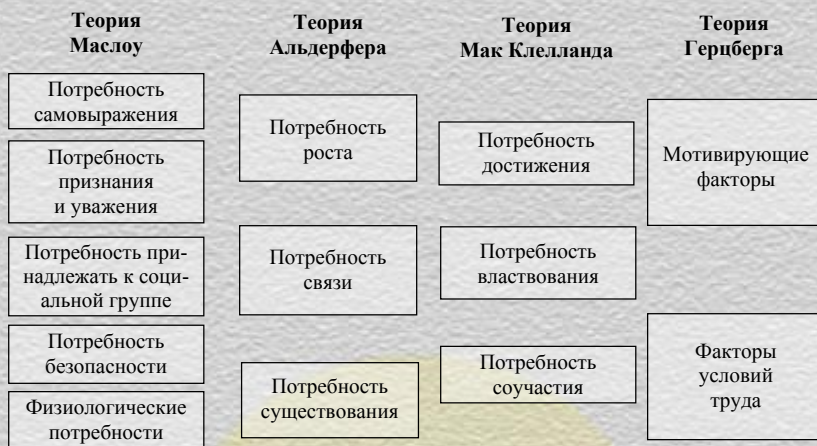 Теория
Маслоу
Потребность
самовыражения
Потребность
признания
и уважения
Потребность при-
надлежать к соци-
альной группе
Потребность
безопасности
Физиологические
потребности
Теория
Альдерфера
Потребность
роста
Потребность
связи
Потребность
существования
Теория
Мак Клелланда
Потребность
достижения
Потребность
властвования
Потребность
соучастия
Теория
Герцберга
Мотивирующие
факторы
Факторы
условий
труда